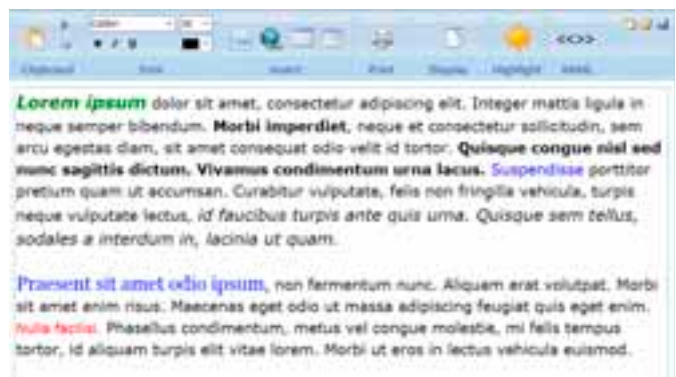 Clipboard Font Insert Print Display Highlight HTML
Lorem ipsum dolor sit amet, consectetur adipiscing elit. Integer mattis ligula in
neque semper bibendum. Morbi imperdiet, neque et consectetur sollicitudin, sem
arcu egestas diam, sit amet consequat odio velit id tortor. Quisque congue nisl sed
nunc sagittis dictum. Vivamus condimentum urna lacus. Suspendisse porttitor
pretium quam ut accumsan. Curabitur vulputate, felis non fringilla vehicula, turpis
neque vulputate lectus, id faucibus turpis ante quis urna. Quisque sem tellus,
sodales a interdum in, lacinia ut quam.
Praesent sit amet odio ipsum, non fermentum nunc. Aliquam erat volutpat. Morbi
sit amet enim risus. Maecenas eget odio ut massa adipiscing feugiat quis eget enim.
Nulla facilisi. Phasellus condimentum, metus vel congue molestie, mi felis tempus
tortor, id aliquam turpis elit vitae lorem. Morbi ut eros in lectus vehicula euismod.